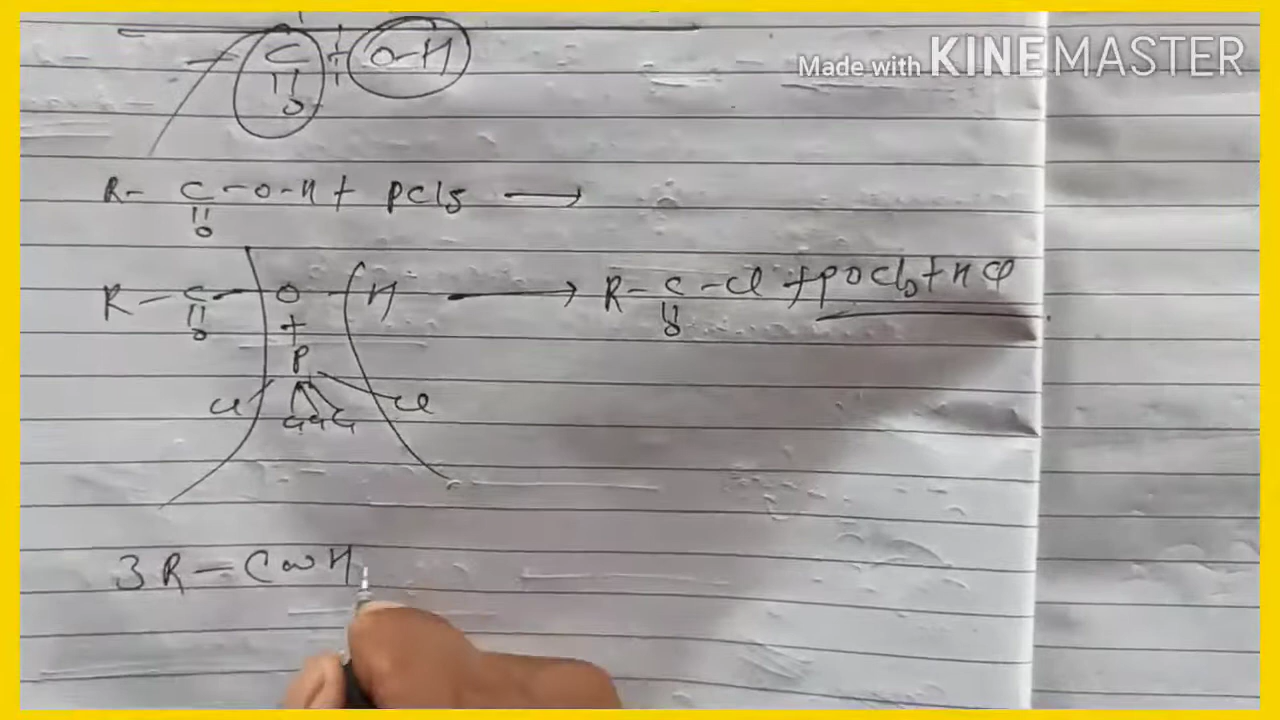 Made with KINEMASTER
C + O-H
||
O
R- C -O-H + PCl5 ⟶
||
O
R — C — O — H ⟶ R - C - Cl + POCl3 + HCl
|| ||
O O
+
P
Cl Cl Cl Cl Cl
3 R — COOH